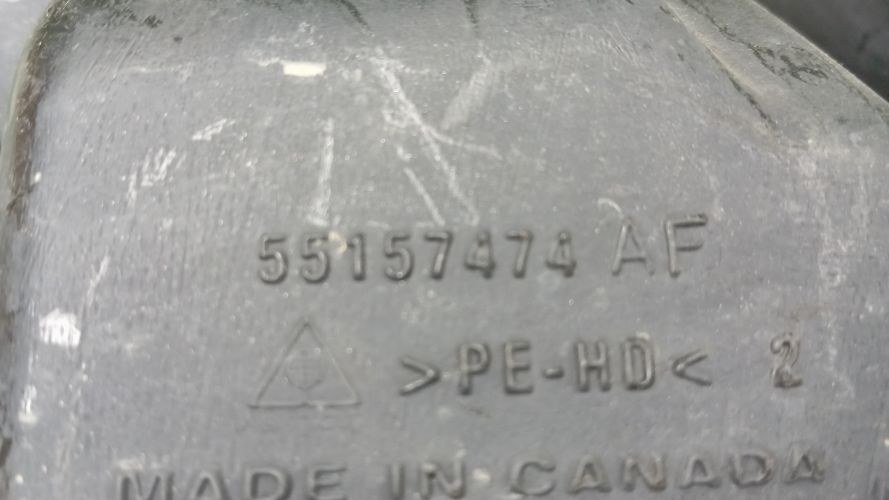 55157474 AF
>PE-HD< 2
MADE IN CANADA